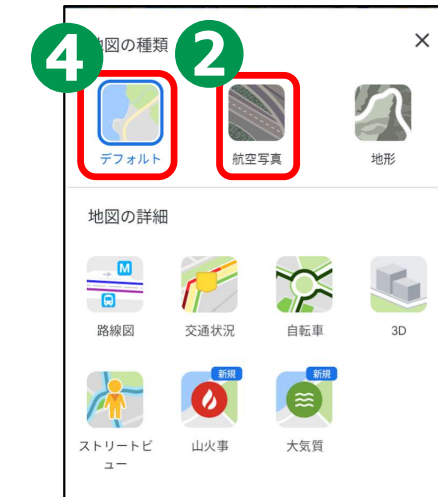 4
2
地図の種類
×
デフォルト
航空写真
地形
地図の詳細
M
路線図
交通状況
自転車
3D
新規
新規
ストリートビ
ュー
山火事
大気質